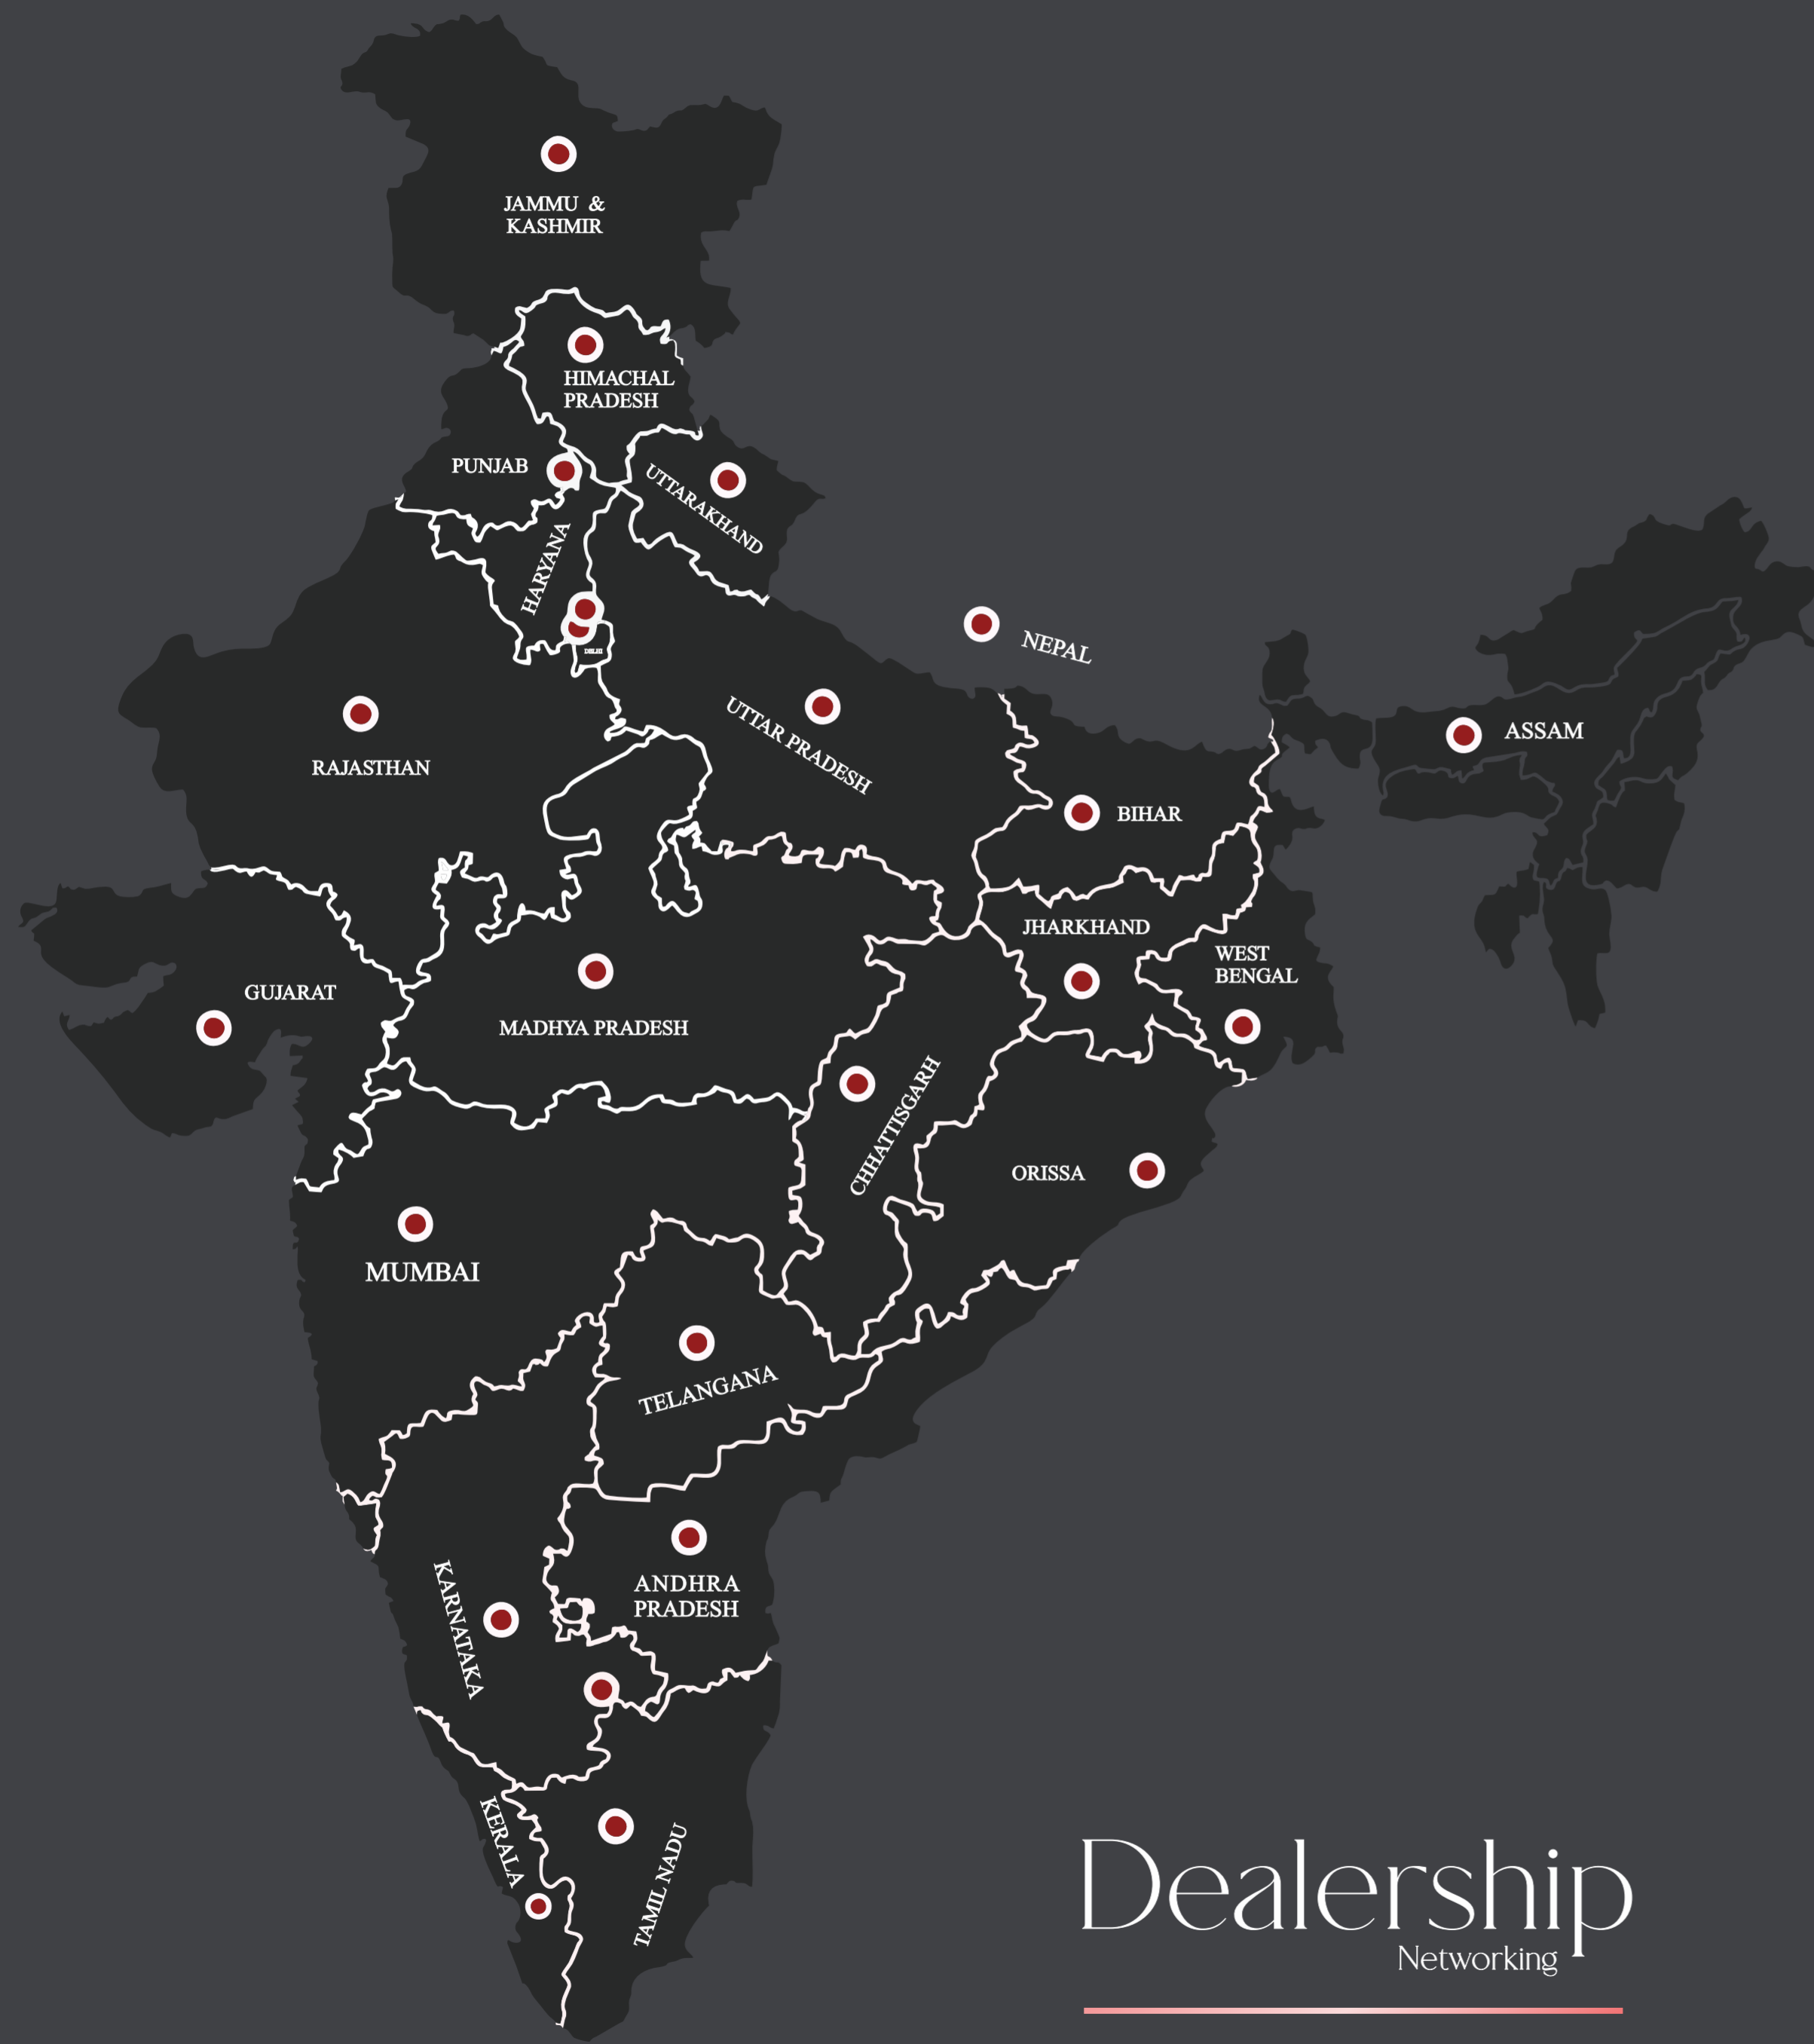 JAMMU &
KASHMIR
HIMACHAL
PRADESH
PUNJAB
UTTARAKHAND
HARYANA
DELHI
NEPAL
RAJASTHAN
UTTAR PRADESH
ASSAM
BIHAR
JHARKHAND
WEST
BENGAL
GUJARAT
MADHYA PRADESH
CHHATTISGARH
ORISSA
MUMBAI
TELANGANA
ANDHRA
PRADESH
KARNATAKA
KERALA
TAMIL NADU
Dealership
Networking